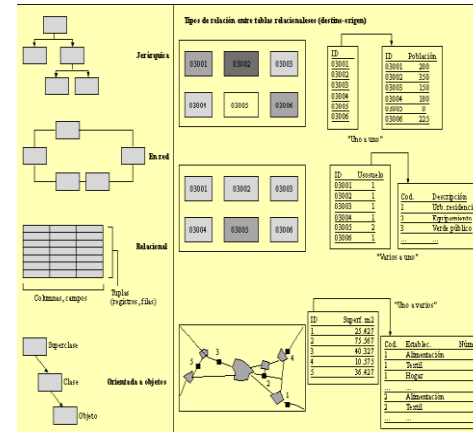 Tipos de relación entre tablas relacionaleses (destino-origen)
Jerárquica
03001 03002 03003
03004 03005 03006
ID
03001
03002
03003
03004
03005
03006
ID Población
03001 200
03002 350
03003 150
03004 180
03005 0
03006 225
"Uno a uno"
En red
03001 03002 03003
03004 03005 03006
ID Usosuelo
03001 1
03002 1
03003 1
03004 1
03005 2
03006 1
Cod. Descripción
1 Urb. residenci
2 Equipamiento
3 Verde público
... ...
"Varios a uno"
Relacional
Columnas, campos
Tuplas
(registros, filas)
"Uno a varios"
Orientada a objetos
Superclase
Clase
Objeto
5
3
4
2
1
ID Superf. m2
1 25.427
2 75.567
3 40.327
4 10.575
5 36.427
Cod. Establec. Núm
1 Alimentación
1 Textil
1 Hogar
... ...
2 Alimentación
2 Textil
... ...